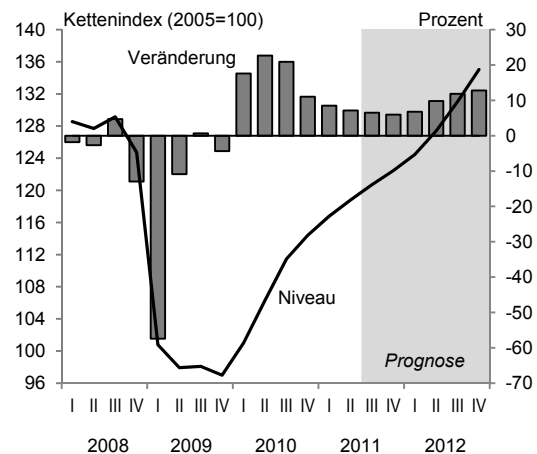 Kettenindex (2005=100) Prozent
140 30
136 20
132 10
128 0
124 -10
120 -20
116 -30
112 -40
108 -50
104 -60
100 -70
96
Veränderung
Niveau
Prognose
I II III IV I II III IV I II III IV I II III IV I II III IV
2008 2009 2010 2011 2012